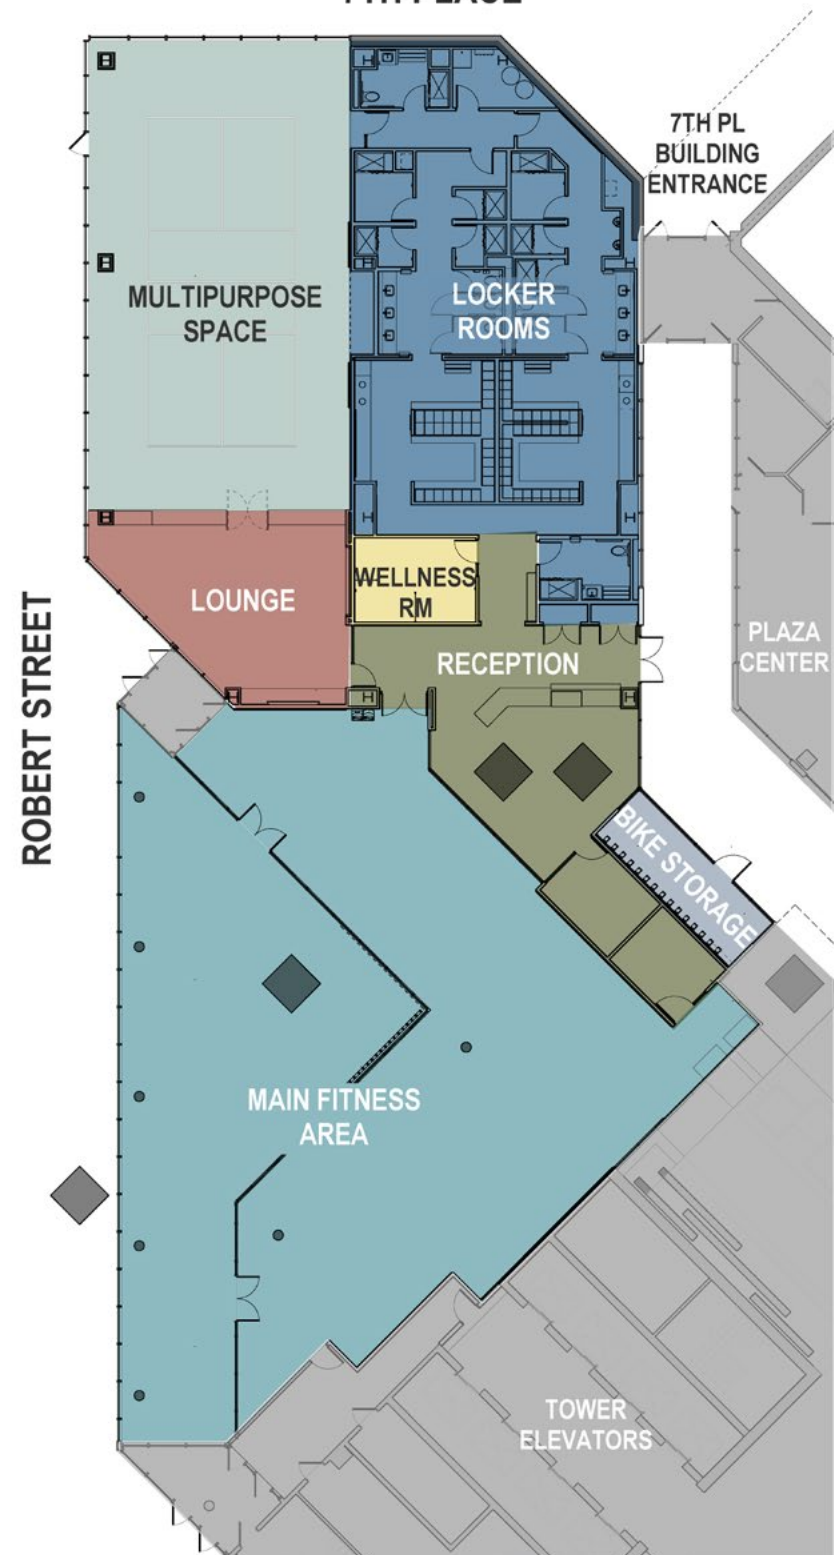 7TH PL
BUILDING
ENTRANCE
MULTIPURPOSE
SPACE
LOCKER
ROOMS
WELLNESS
RM
LOUNGE
RECEPTION
PLAZA
CENTER
ROBERT STREET
BIKE STORAGE
MAIN FITNESS
AREA
TOWER
ELEVATORS